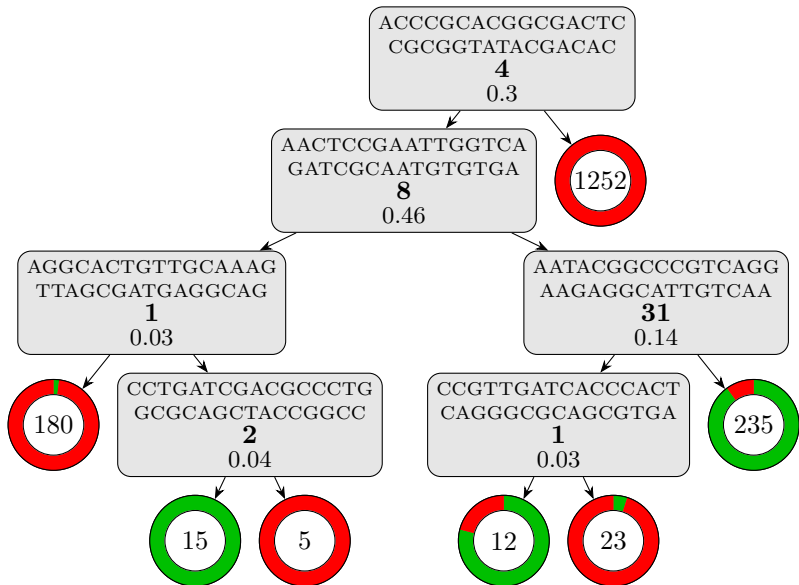 ACCCGCACGGCGACTC
CGCGGTATACGACAC
4
0.3
AACTCCGAATTGGTCA
GATCGCAATGTGTGA
8
0.46
1252
AGGCACTGTTGCAAAG
TTAGCGATGAGGCAG
1
0.03
AATACGGCCCGTCAGG
AAGAGGCATTGTCAA
31
0.14
180
CCTGATCGACGCCCTG
GCGCAGCTACCGGCC
2
0.04
CCGTTGATCACCCACT
CAGGGCGCAGCGTGA
1
0.03
235
15
5
12
23